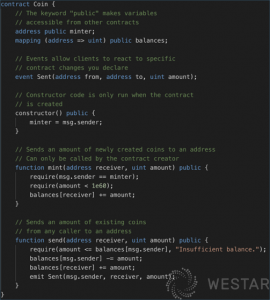 contract Coin {
// The keyword "public" makes variables
// accessible from other contracts
address public minter;
mapping (address => uint) public balances;
// Events allow clients to react to specific
// contract changes you declare
event Sent(address from, address to, uint amount);
// Constructor code is only run when the contract
// is created
constructor() public {
minter = msg.sender;
}
// Sends an amount of newly created coins to an address
// Can only be called by the contract creator
function mint(address receiver, uint amount) public {
require(msg.sender == minter);
require(amount < 1e60);
balances[receiver] += amount;
}
// Sends an amount of existing coins
// from any caller to an address
function send(address receiver, uint amount) public {
require(amount <= balances[msg.sender], "Insufficient balance.");
balances[msg.sender] -= amount;
balances[receiver] += amount;
emit Sent(msg.sender, receiver, amount);
}
}
WESTAR